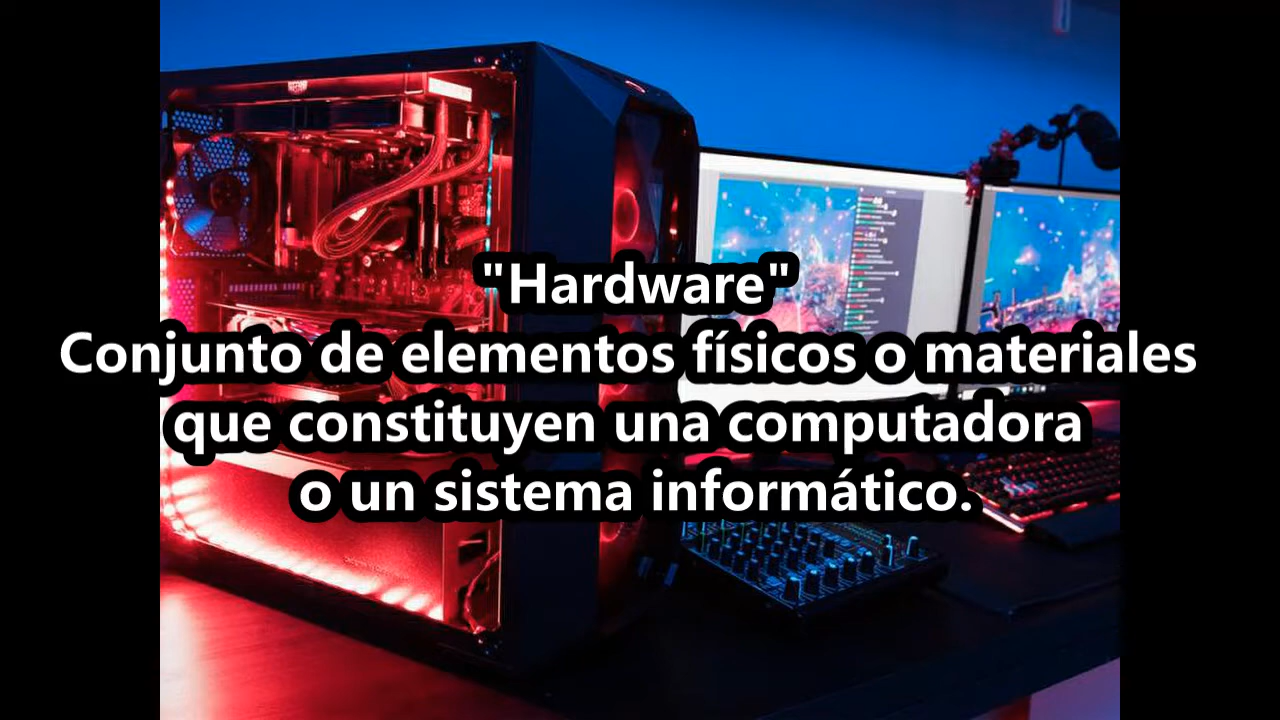 "Hardware"
Conjunto de elementos físicos o materiales
que constituyen una computadora
o un sistema informático.